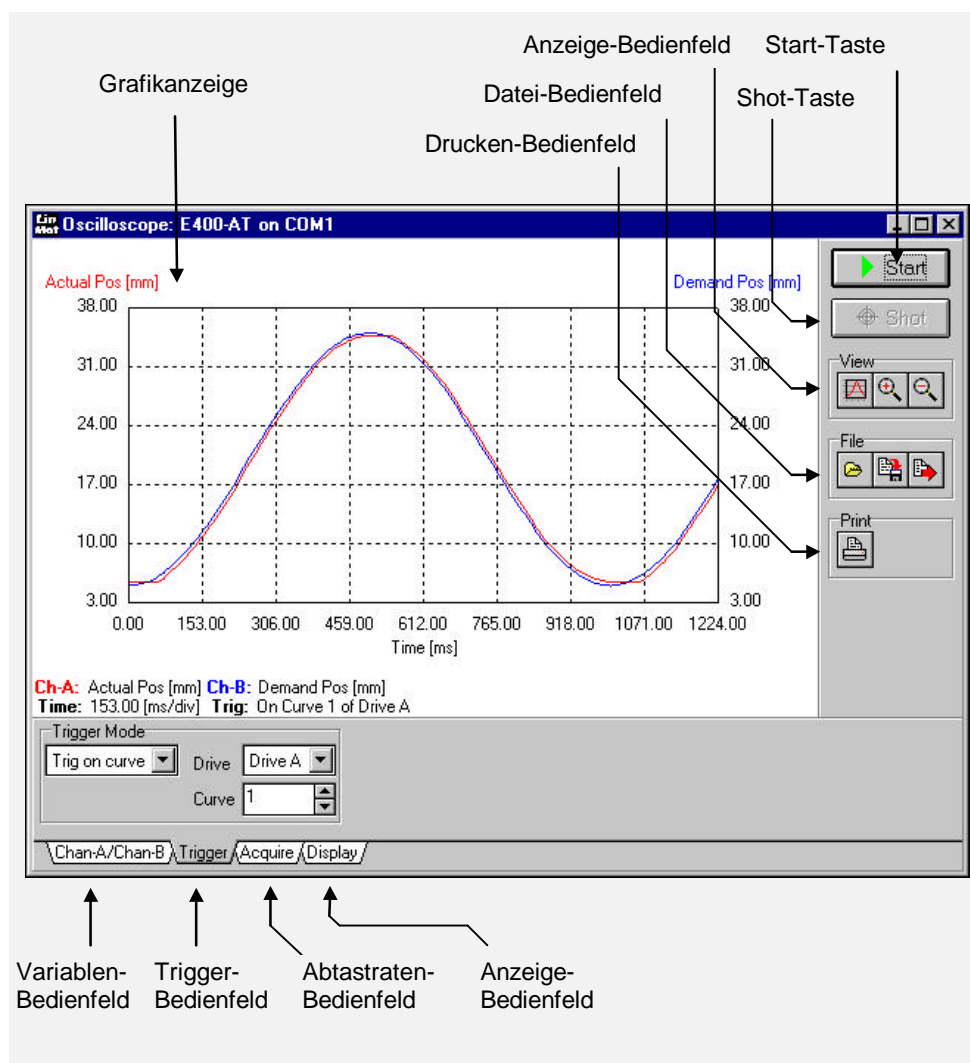 Anzeige-Bedienfeld Start-Taste
Grafikanzeige
Datei-Bedienfeld Shot-Taste
Drucken-Bedienfeld
Lin Mot Oscilloscope: E400-AT on COM1
Start
Actual Pos [mm] Demand Pos [mm]
38.00 38.00
Shot
31.00 31.00
View
24.00 24.00
File
17.00 17.00
Print
10.00 10.00
3.00 3.00
0.00 153.00 306.00 459.00 612.00 765.00 918.00 1071.00 1224.00
Time [ms]
Ch-A: Actual Pos [mm] Ch-B: Demand Pos [mm]
Time: 153.00 [ms/div] Trig: On Curve 1 of Drive A
Trigger Mode
Trig on curve Drive Drive A
Curve 1
Chan-A/Chan-B Trigger Acquire Display
Variablen- Trigger- Abtastraten- Anzeige-
Bedienfeld Bedienfeld Bedienfeld Bedienfeld